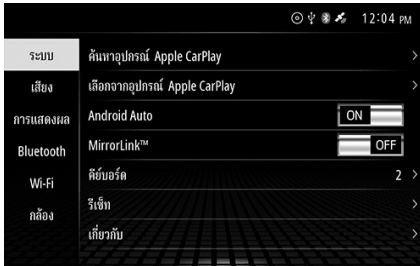 12:04 PM
ระบบ
เสียง
การแสดงผล
Bluetooth
Wi-Fi
กล้อง
ค้นหาอุปกรณ์ Apple CarPlay
เลือกจากอุปกรณ์ Apple CarPlay
Android Auto ON
MirrorLink™ OFF
คีย์บอร์ด 2
รีเซ็ท
เกี่ยวกับ